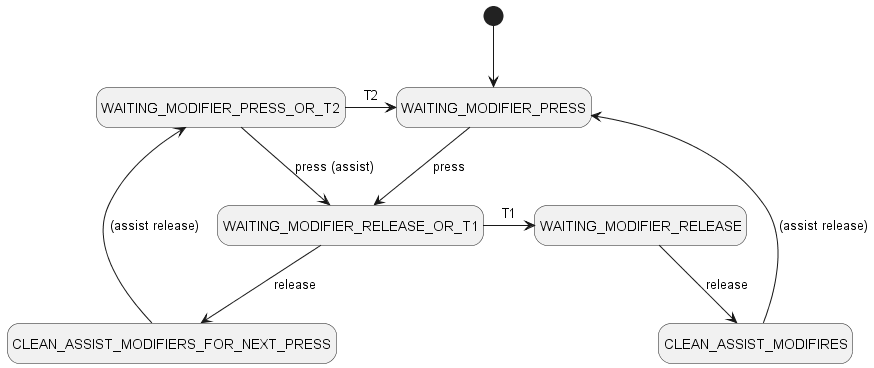 WAITING_MODIFIER_PRESS_OR_T2
T2
WAITING_MODIFIER_PRESS
press (assist)
press
(assist release)
WAITING_MODIFIER_RELEASE_OR_T1
T1
WAITING_MODIFIER_RELEASE
(assist release)
release
release
CLEAN_ASSIST_MODIFIERS_FOR_NEXT_PRESS
CLEAN_ASSIST_MODIFIRES